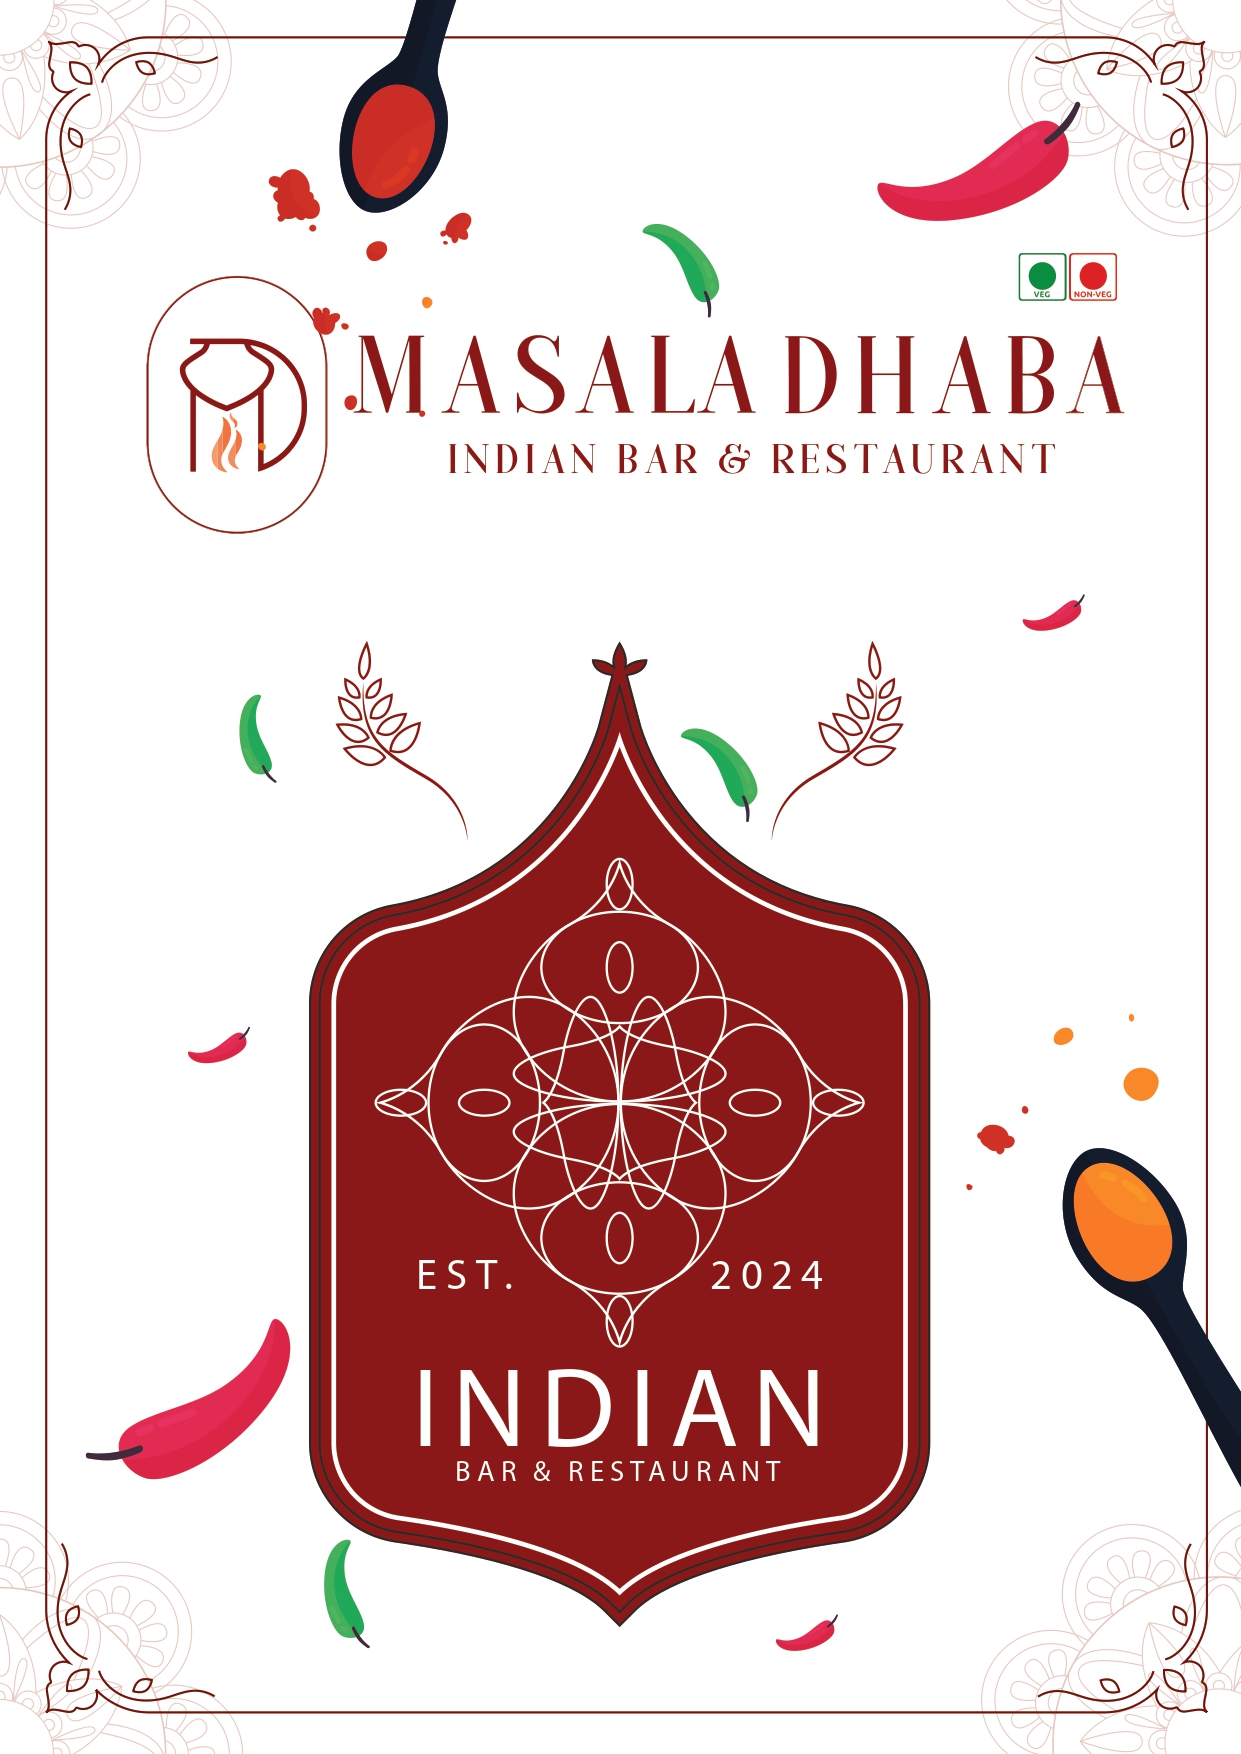 VEG NON-VEG
MASALA DHABA
INDIAN BAR & RESTAURANT
EST. 2024
INDIAN
BAR & RESTAURANT